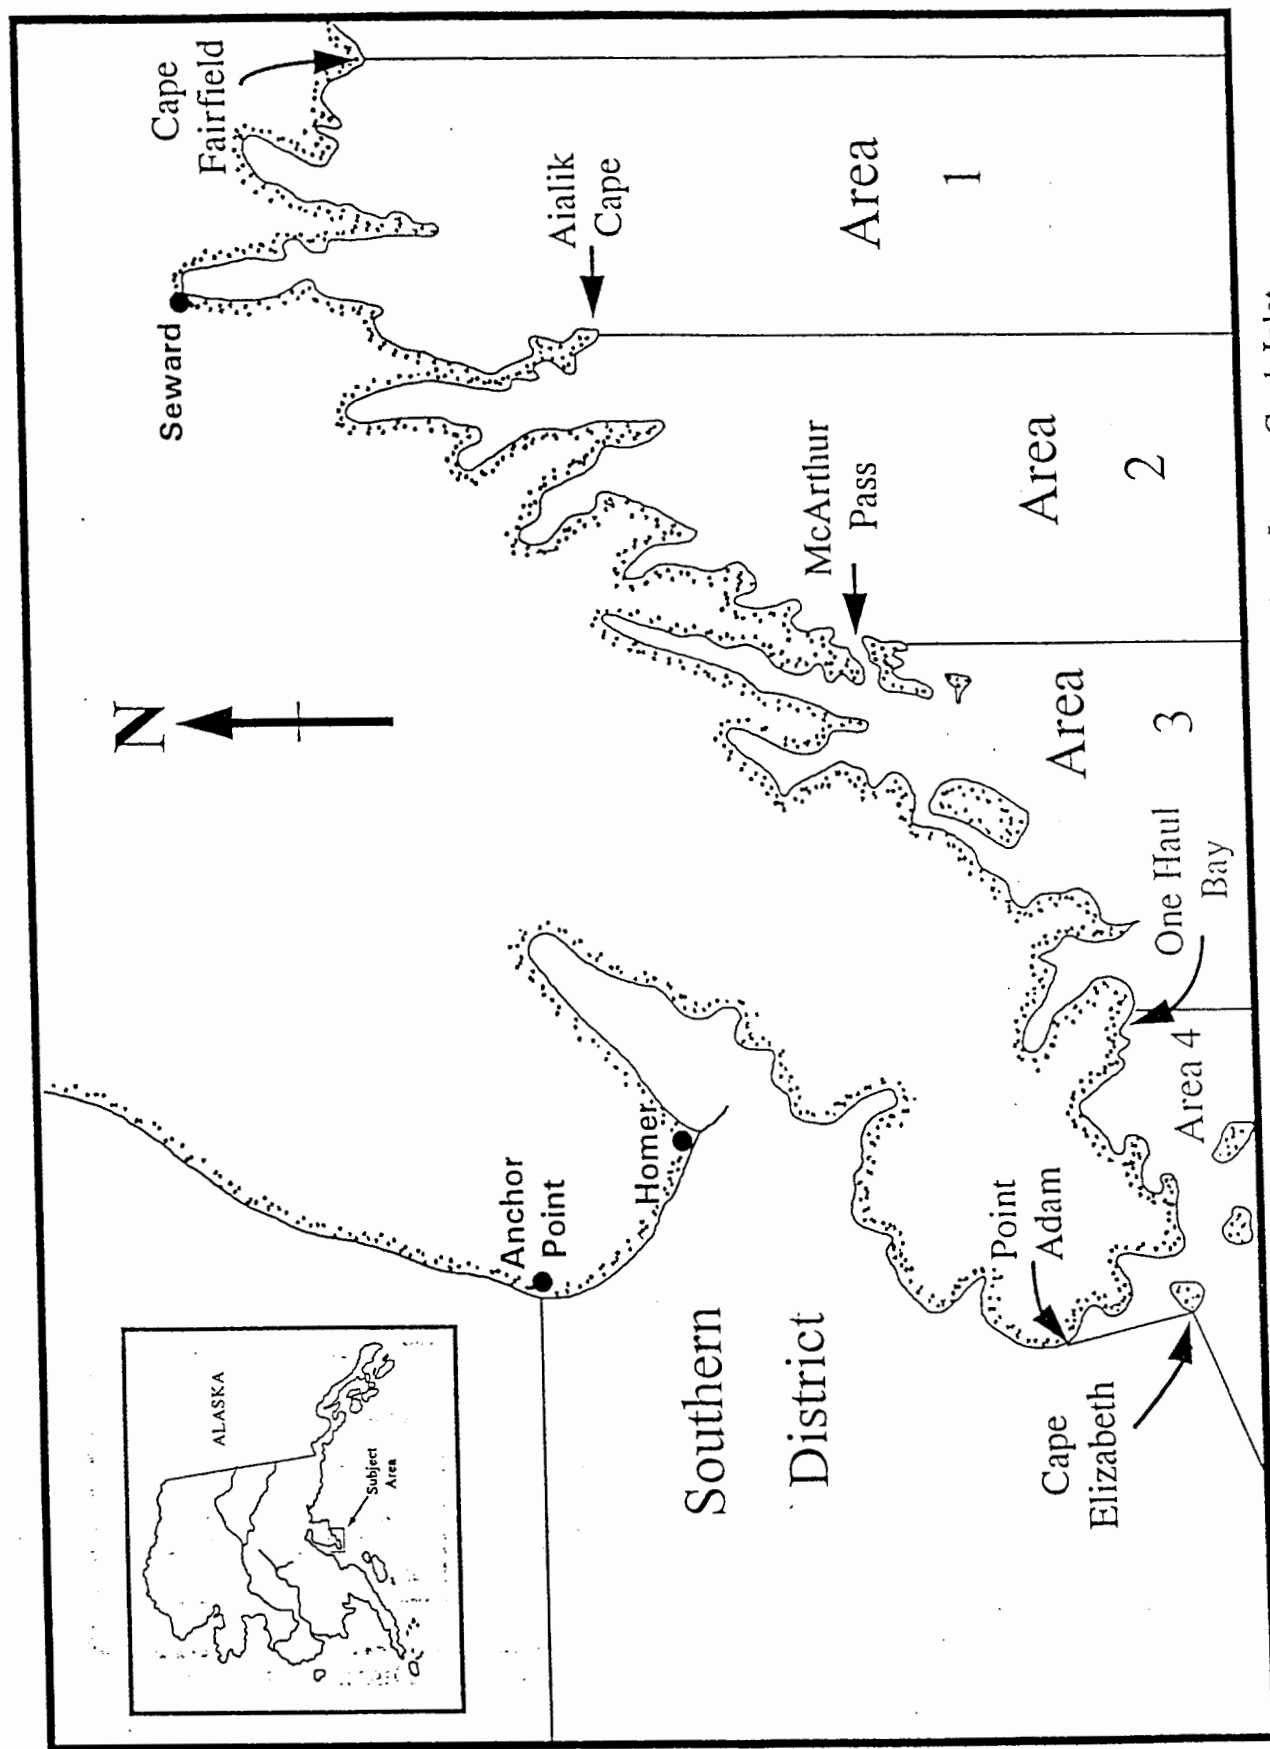 ALASKA
Subject
Area
N
Seward
Cape
Fairfield
Aialik
Cape
Anchor
Point
Homer
McArthur
Pass
Southern
District
Area
1
Area
2
Area
3
Point
Adam
Area 4
One Haul
Bay
Cape
Elizabeth